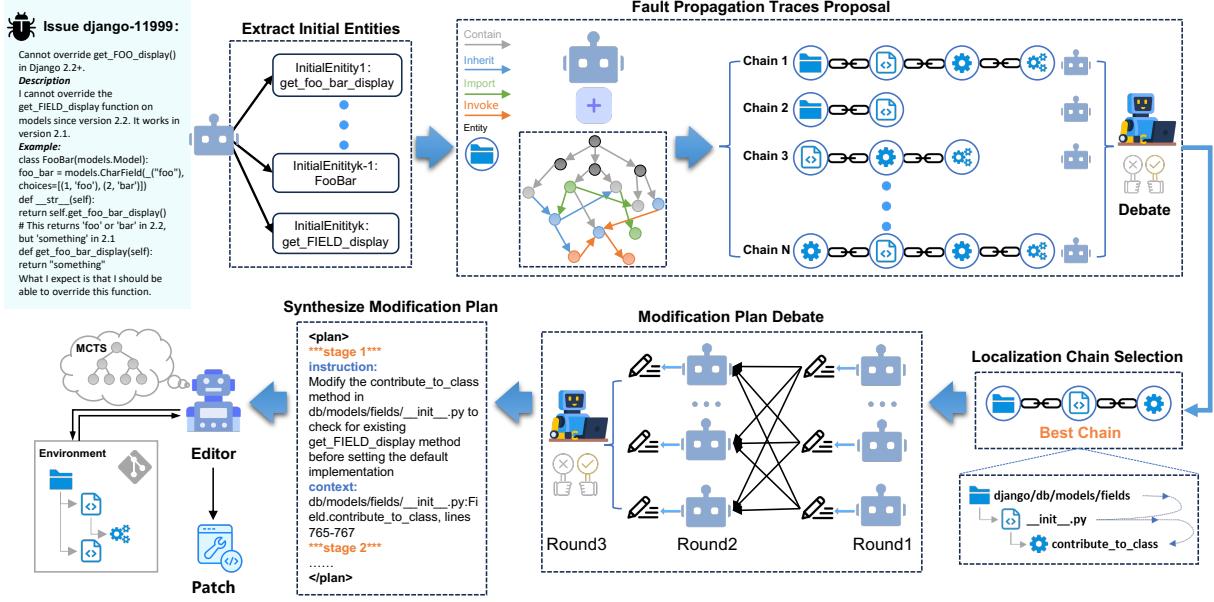 Issue django-11999:
Cannot override get_FOO_display()
in Django 2.2+.
Description
I cannot override the
get_FIELD_display function on
models since version 2.2. It works in
version 2.1.
Example:
class FooBar(models.Model):
foo_bar = models.CharField(_("foo"),
choices=[(1, 'foo'), (2, 'bar')])
def __str__(self):
return self.get_foo_bar_display()
# This returns 'foo' or 'bar' in 2.2,
but 'something' in 2.1
def get_foo_bar_display(self):
return "something"
What I expect is that I should be
able to override this function.
Extract Initial Entities
InitialEnitity1:
get_foo_bar_display
InitialEnitityk-1:
FooBar
InitialEnitityk:
get_FIELD_display
Fault Propagation Traces Proposal
Contain
Inherit
Import
Invoke
Entity
Chain 1
Chain 2
Chain 3
Chain N
Debate
Localization Chain Selection
Best Chain
django/db/models/fields
__init__.py
contribute_to_class
Modification Plan Debate
Round3
Round2
Round1
Synthesize Modification Plan
<plan>
***stage 1***
instruction:
Modify the contribute_to_class
method in
db/models/fields/__init__.py to
check for existing
get_FIELD_display method
before setting the default
implementation
context:
db/models/fields/__init__.py:Fi
eld.contribute_to_class, lines
765-767
***stage 2***
......
</plan>
MCTS
Editor
Environment
Patch